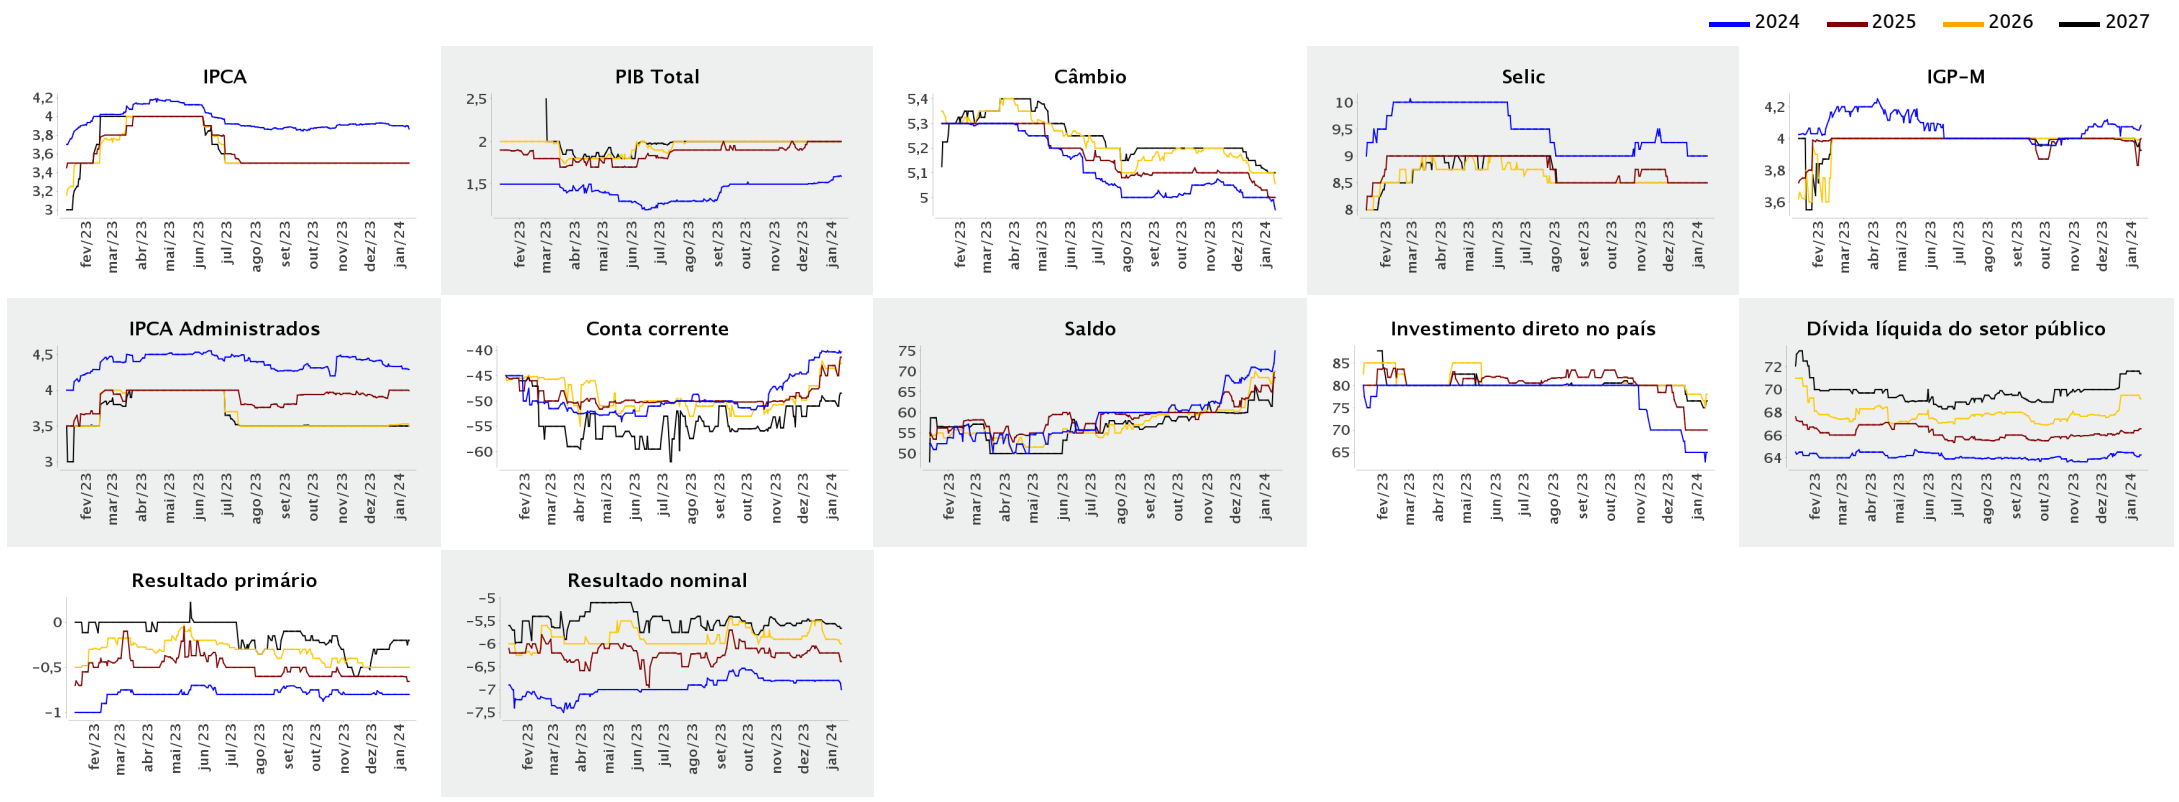 2024 2025 2026 2027
IPCA
4,2
4
3,8
3,6
3,4
3,2
3
fev/23 mar/23 abr/23 mai/23 jun/23 jul/23 ago/23 set/23 out/23 nov/23 dez/23 jan/24
PIB Total
2,5
2
1,5
fev/23 mar/23 abr/23 mai/23 jun/23 jul/23 ago/23 set/23 out/23 nov/23 dez/23 jan/24
Câmbio
5,4
5,3
5,2
5,1
5
fev/23 mar/23 abr/23 mai/23 jun/23 jul/23 ago/23 set/23 out/23 nov/23 dez/23 jan/24
Selic
10
9,5
9
8,5
8
fev/23 mar/23 abr/23 mai/23 jun/23 jul/23 ago/23 set/23 out/23 nov/23 dez/23 jan/24
IGP-M
4,2
4
3,8
3,6
fev/23 mar/23 abr/23 mai/23 jun/23 jul/23 ago/23 set/23 out/23 nov/23 dez/23 jan/24
IPCA Administrados
4,5
4
3,5
3
fev/23 mar/23 abr/23 mai/23 jun/23 jul/23 ago/23 set/23 out/23 nov/23 dez/23 jan/24
Conta corrente
-40
-45
-50
-55
-60
fev/23 mar/23 abr/23 mai/23 jun/23 jul/23 ago/23 set/23 out/23 nov/23 dez/23 jan/24
Saldo
75
70
65
60
55
50
fev/23 mar/23 abr/23 mai/23 jun/23 jul/23 ago/23 set/23 out/23 nov/23 dez/23 jan/24
Investimento direto no país
85
80
75
70
65
fev/23 mar/23 abr/23 mai/23 jun/23 jul/23 ago/23 set/23 out/23 nov/23 dez/23 jan/24
Dívida líquida do setor público
72
70
68
66
64
fev/23 mar/23 abr/23 mai/23 jun/23 jul/23 ago/23 set/23 out/23 nov/23 dez/23 jan/24
Resultado primário
0
-0,5
-1
fev/23 mar/23 abr/23 mai/23 jun/23 jul/23 ago/23 set/23 out/23 nov/23 dez/23 jan/24
Resultado nominal
-5
-5,5
-6
-6,5
-7
-7,5
fev/23 mar/23 abr/23 mai/23 jun/23 jul/23 ago/23 set/23 out/23 nov/23 dez/23 jan/24